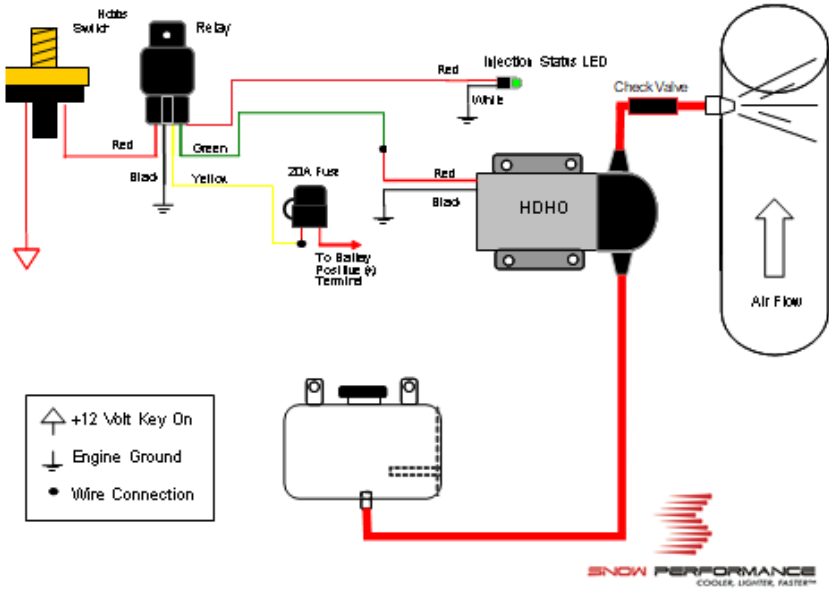 Hobbs
Switch
Relay
Red
Injection Status LED
White
Check Valve
Red
Green
Black
Yellow
20A Fuse
Red
Black
HDHO
To Battey
Positive (+)
Terminal
Air Flow
+12 Volt Key On
Engine Ground
Wire Connection
SNOW PERFORMANCE
COOLER, LIGHTER, FASTER™